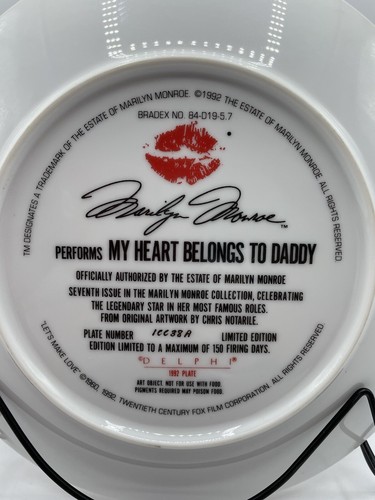 TM DESIGNATES A TRADEMARK OF THE ESTATE OF MARILYN MONROE. ©1992 THE ESTATE OF MARILYN MONROE. ALL RIGHTS RESERVED.
BRADEX NO. 84-D19-5.7
Marilyn Monroe TM
PERFORMS MY HEART BELONGS TO DADDY
OFFICIALLY AUTHORIZED BY THE ESTATE OF MARILYN MONROE
SEVENTH ISSUE IN THE MARILYN MONROE COLLECTION, CELEBRATING
THE LEGENDARY STAR IN HER MOST FAMOUS ROLES.
FROM ORIGINAL ARTWORK BY CHRIS NOTARILE.
PLATE NUMBER 1CC38A LIMITED EDITION
EDITION LIMITED TO A MAXIMUM OF 150 FIRING DAYS.
®DELPHI®
1992 PLATE
ART OBJECT. NOT FOR USE WITH FOOD.
PIGMENTS REQUIRED MAY POISON FOOD.
"LET'S MAKE LOVE" ©1960, 1992, TWENTIETH CENTURY FOX FILM CORPORATION. ALL RIGHTS RESERVED.